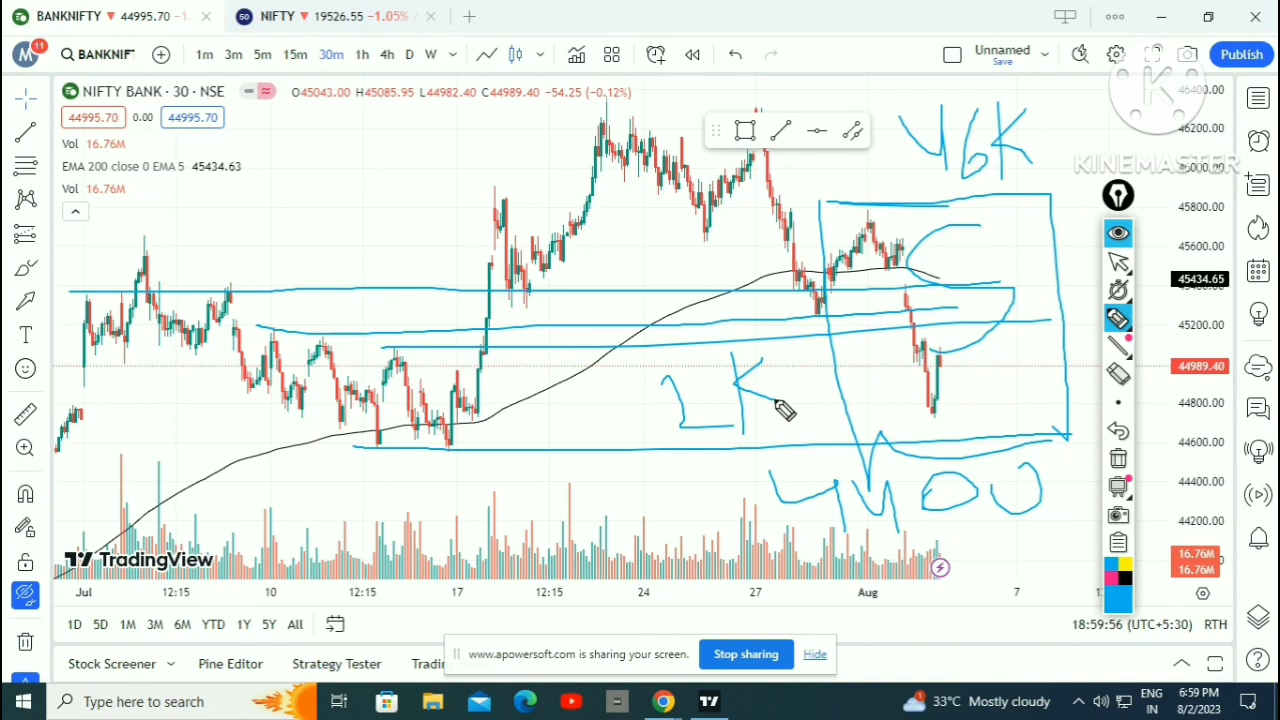 BANKNIFTY ▼ 44995.70 −1.
50 NIFTY ▼ 19526.55 −1.05%
M 11 BANKNIFT 1m 3m 5m 15m 30m 1h 4h D W Unnamed Save Publish
NIFTY BANK · 30 · NSE O45043.00 H45085.95 L44982.40 C44989.40 −54.25 (−0.12%)
44995.70 0.00 44995.70
Vol 16.76M
EMA 200 close 0 EMA 5 45434.63
Vol 16.76M
K
KINEMASTER
46K
1K
4400
46400.00
46200.00
46000.00
45800.00
45600.00
45434.65
45200.00
44989.40
44800.00
44600.00
44400.00
44200.00
16.76M
16.76M
TradingView
Jul 12:15 10 12:15 17 12:15 24 27 Aug 7
1D 5D 1M 3M 6M YTD 1Y 5Y All 18:59:56 (UTC+5:30) RTH
Stock Screener Pine Editor Strategy Tester
www.apowersoft.com is sharing your screen. Stop sharing Hide
Type here to search 33°C Mostly cloudy ENG IN 6:59 PM 8/2/2023